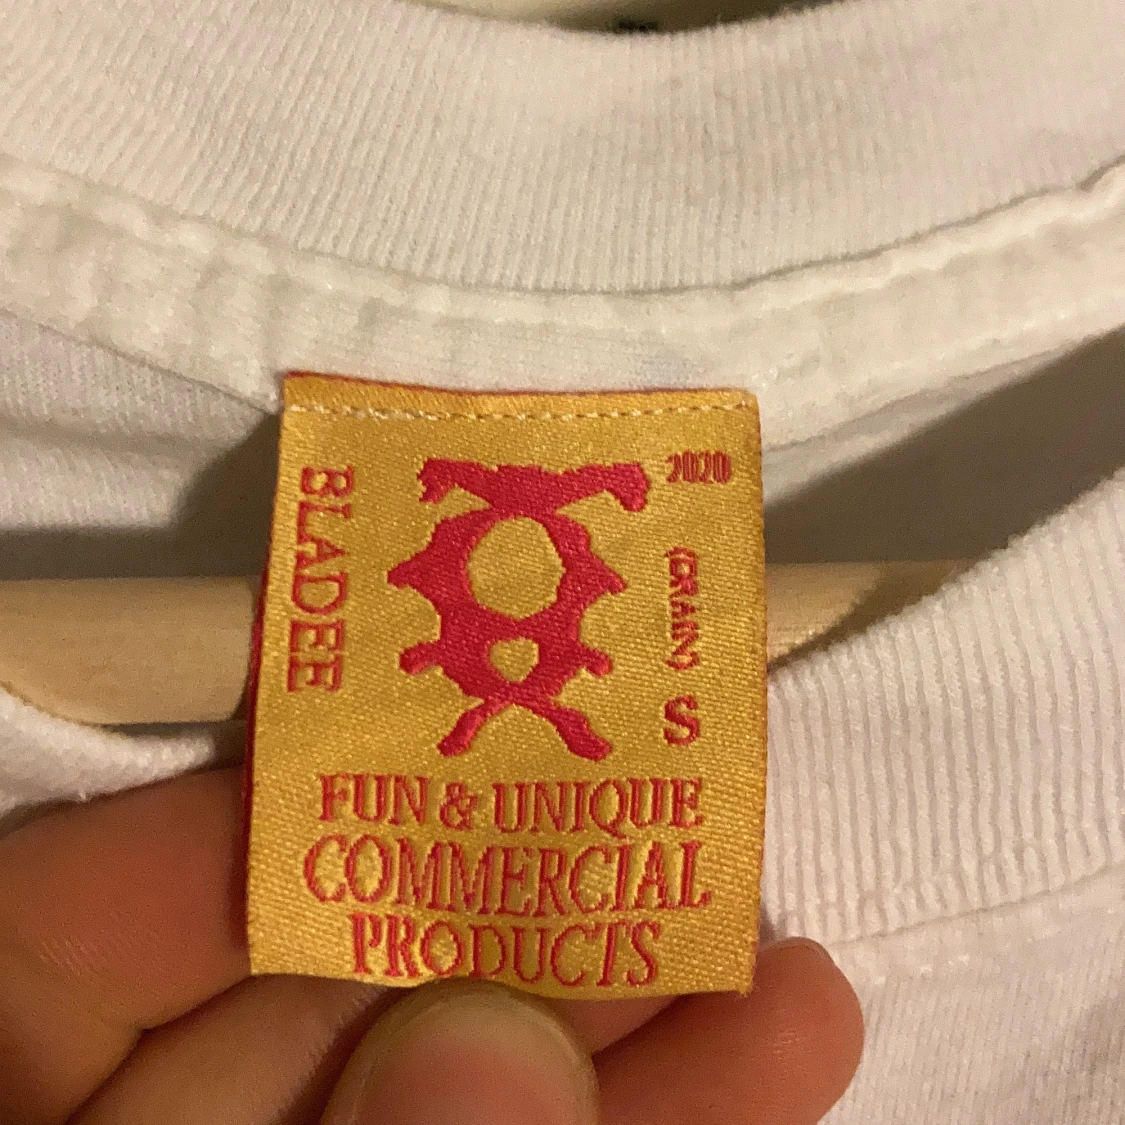 BLADEE
2020
(DRAIN)
S
FUN & UNIQUE
COMMERCIAL
PRODUCTS